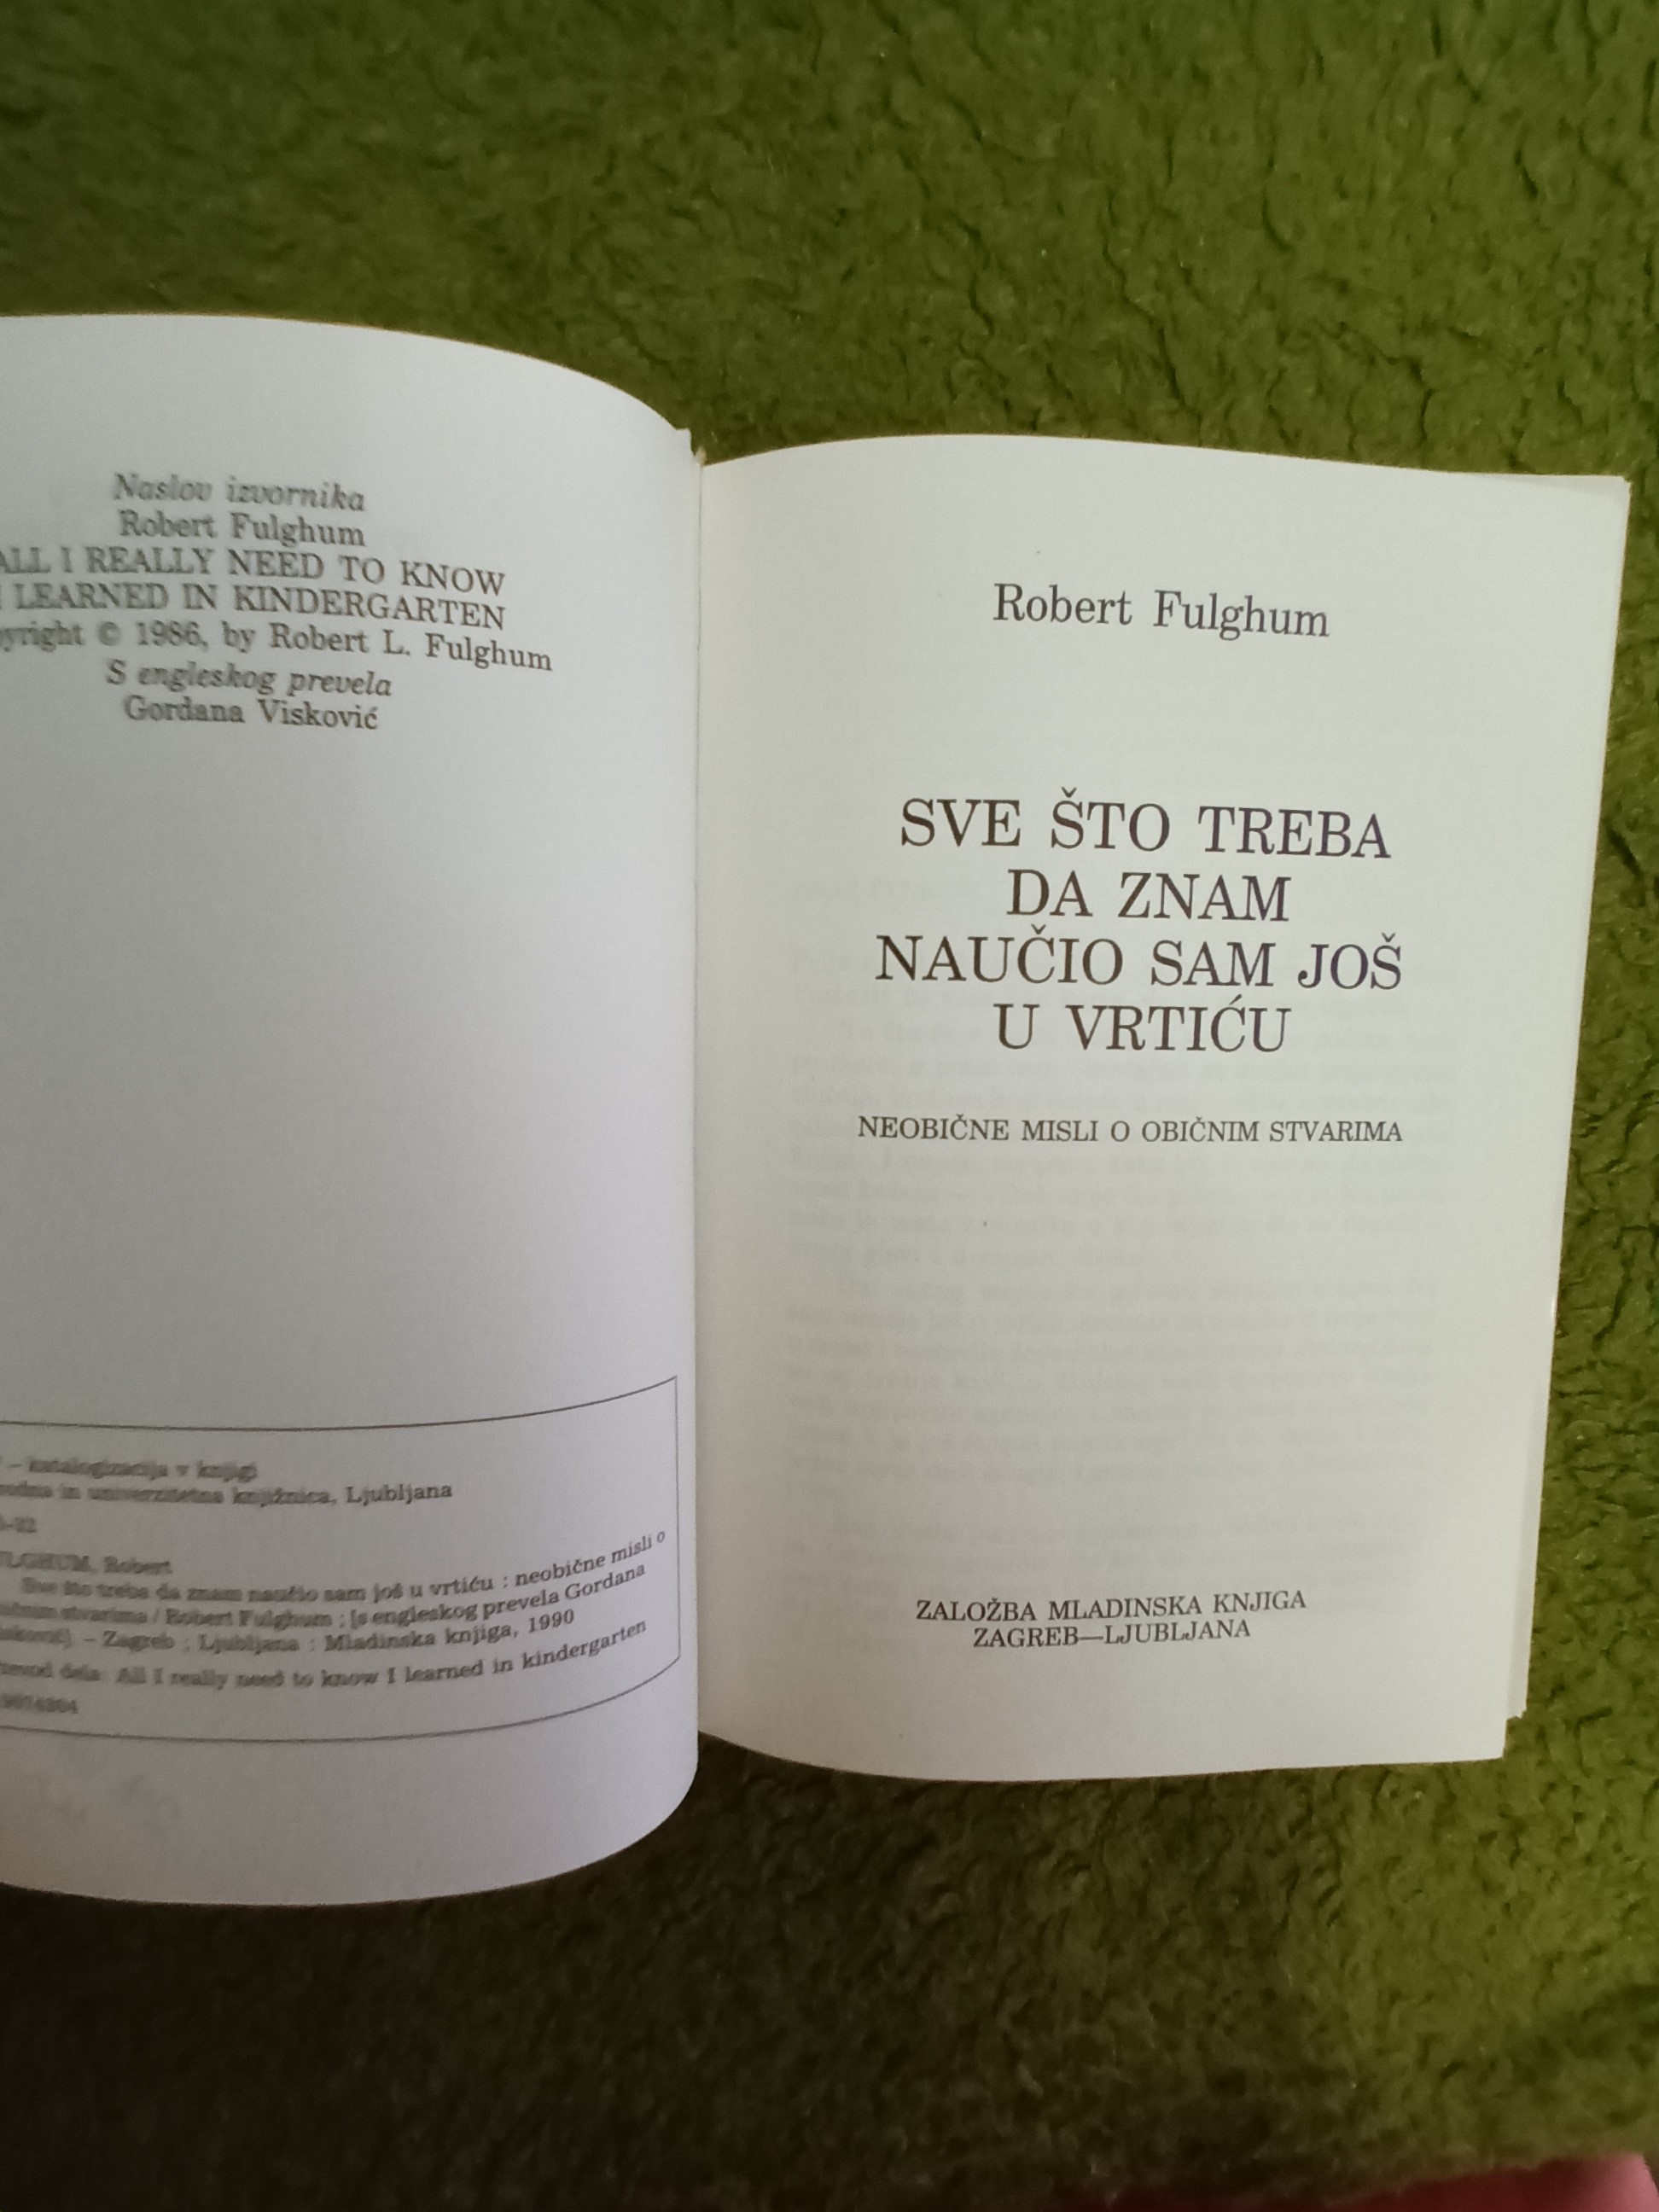 Naslov izvornika
Robert Fulghum
ALL I REALLY NEED TO KNOW
I LEARNED IN KINDERGARTEN
yright © 1986, by Robert L. Fulghum
S engleskog prevela
Gordana Visković
– katalogizacija v knjigi
univerzitetna knjižnica, Ljubljana
FULGHUM, Robert
Sve što treba da znam naučio sam još u vrtiću : neobične misli o
stvarima / Robert Fulghum ; [s engleskog prevela Gordana
– Zagreb ; Ljubljana : Mladinska knjiga, 1990
dela: All I really need to know I learned in kindergarten
Robert Fulghum
SVE ŠTO TREBA
DA ZNAM
NAUČIO SAM JOŠ
U VRTIĆU
NEOBIČNE MISLI O OBIČNIM STVARIMA
ZALOŽBA MLADINSKA KNJIGA
ZAGREB—LJUBLJANA